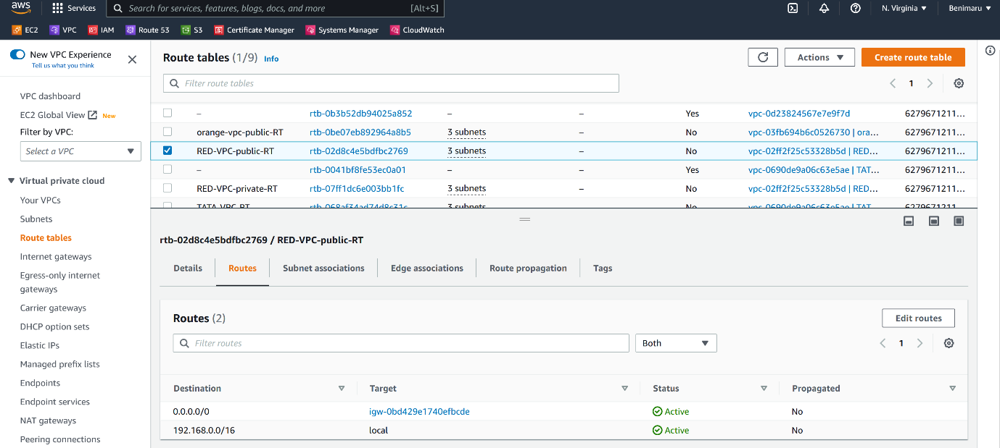 aws Services Search for services, features, blogs, docs, and more [Alt+S] N. Virginia Benimaru
EC2 VPC IAM Route 53 S3 Certificate Manager Systems Manager CloudWatch
New VPC Experience
Tell us what you think
VPC dashboard
EC2 Global View New
Filter by VPC:
Select a VPC
Virtual private cloud
Your VPCs
Subnets
Route tables
Internet gateways
Egress-only internet
gateways
Carrier gateways
DHCP option sets
Elastic IPs
Managed prefix lists
Endpoints
Endpoint services
NAT gateways
Peering connections
Route tables (1/9) Info
Actions Create route table
Filter route tables
1
– rtb-0b3b52db94025a852 – – Yes vpc-0d23824567e7e9f7d 6279671211...
orange-vpc-public-RT rtb-0be07eb892964a8b5 3 subnets – No vpc-03fb694b6c0526730 | ora... 6279671211...
RED-VPC-public-RT rtb-02d8c4e5bdfbc2769 3 subnets – No vpc-02ff2f25c53328b5d | RED... 6279671211...
– rtb-0041bf8fe53ec0a01 – – Yes vpc-0690de9a06c63e5ae | TAT... 6279671211...
RED-VPC-private-RT rtb-07ff1dc6e003bb1fc 3 subnets – No vpc-02ff2f25c53328b5d | RED... 6279671211...
TATA-VPC-RT rtb-068af34ad74d8c31c 3 subnets – No vpc-0690de9a06c63e5ae | TAT... 6279671211...
rtb-02d8c4e5bdfbc2769 / RED-VPC-public-RT
Details Routes Subnet associations Edge associations Route propagation Tags
Routes (2)
Edit routes
Filter routes Both 1
Destination Target Status Propagated
0.0.0.0/0 igw-0bd429e1740efbcde Active No
192.168.0.0/16 local Active No